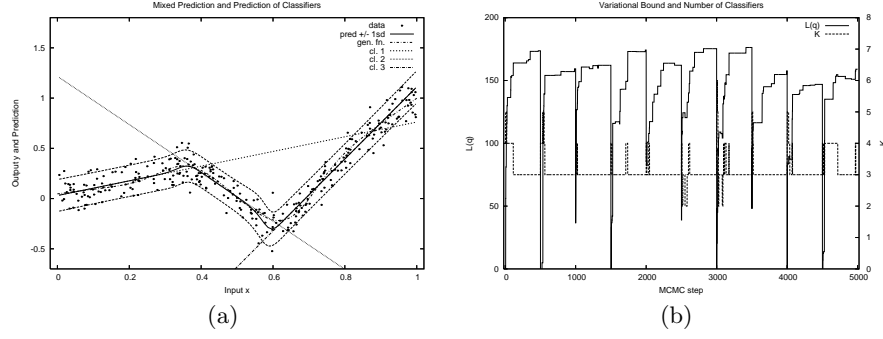 Mixed Prediction and Prediction of Classifiers
data
pred +/- 1sd
gen. fn.
cl. 1
cl. 2
cl. 3
Output y and Prediction
1.5
1
0.5
0
-0.5
0
0.2
0.4
0.6
0.8
1
Input x
(a)
Variational Bound and Number of Classifiers
L(q)
K
L(q)
200
150
100
50
0
8
7
6
5
4
3
2
1
0
K
0
1000
2000
3000
4000
5000
MCMC step
(b)